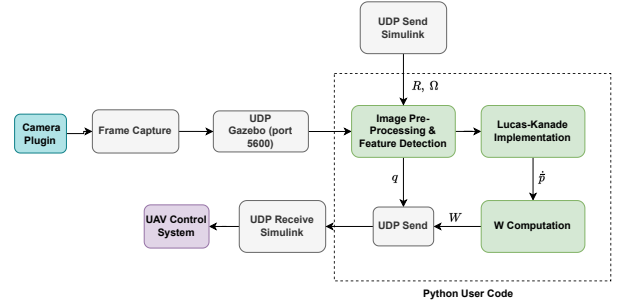 UDP Send
Simulink
R, Ω
Camera
Plugin
Frame Capture
UDP
Gazebo (port
5600)
Image Pre-
Processing &
Feature Detection
Lucas-Kanade
Implementation
q
ṗ̄
UAV Control
System
UDP Receive
Simulink
UDP Send
W
W Computation
Python User Code